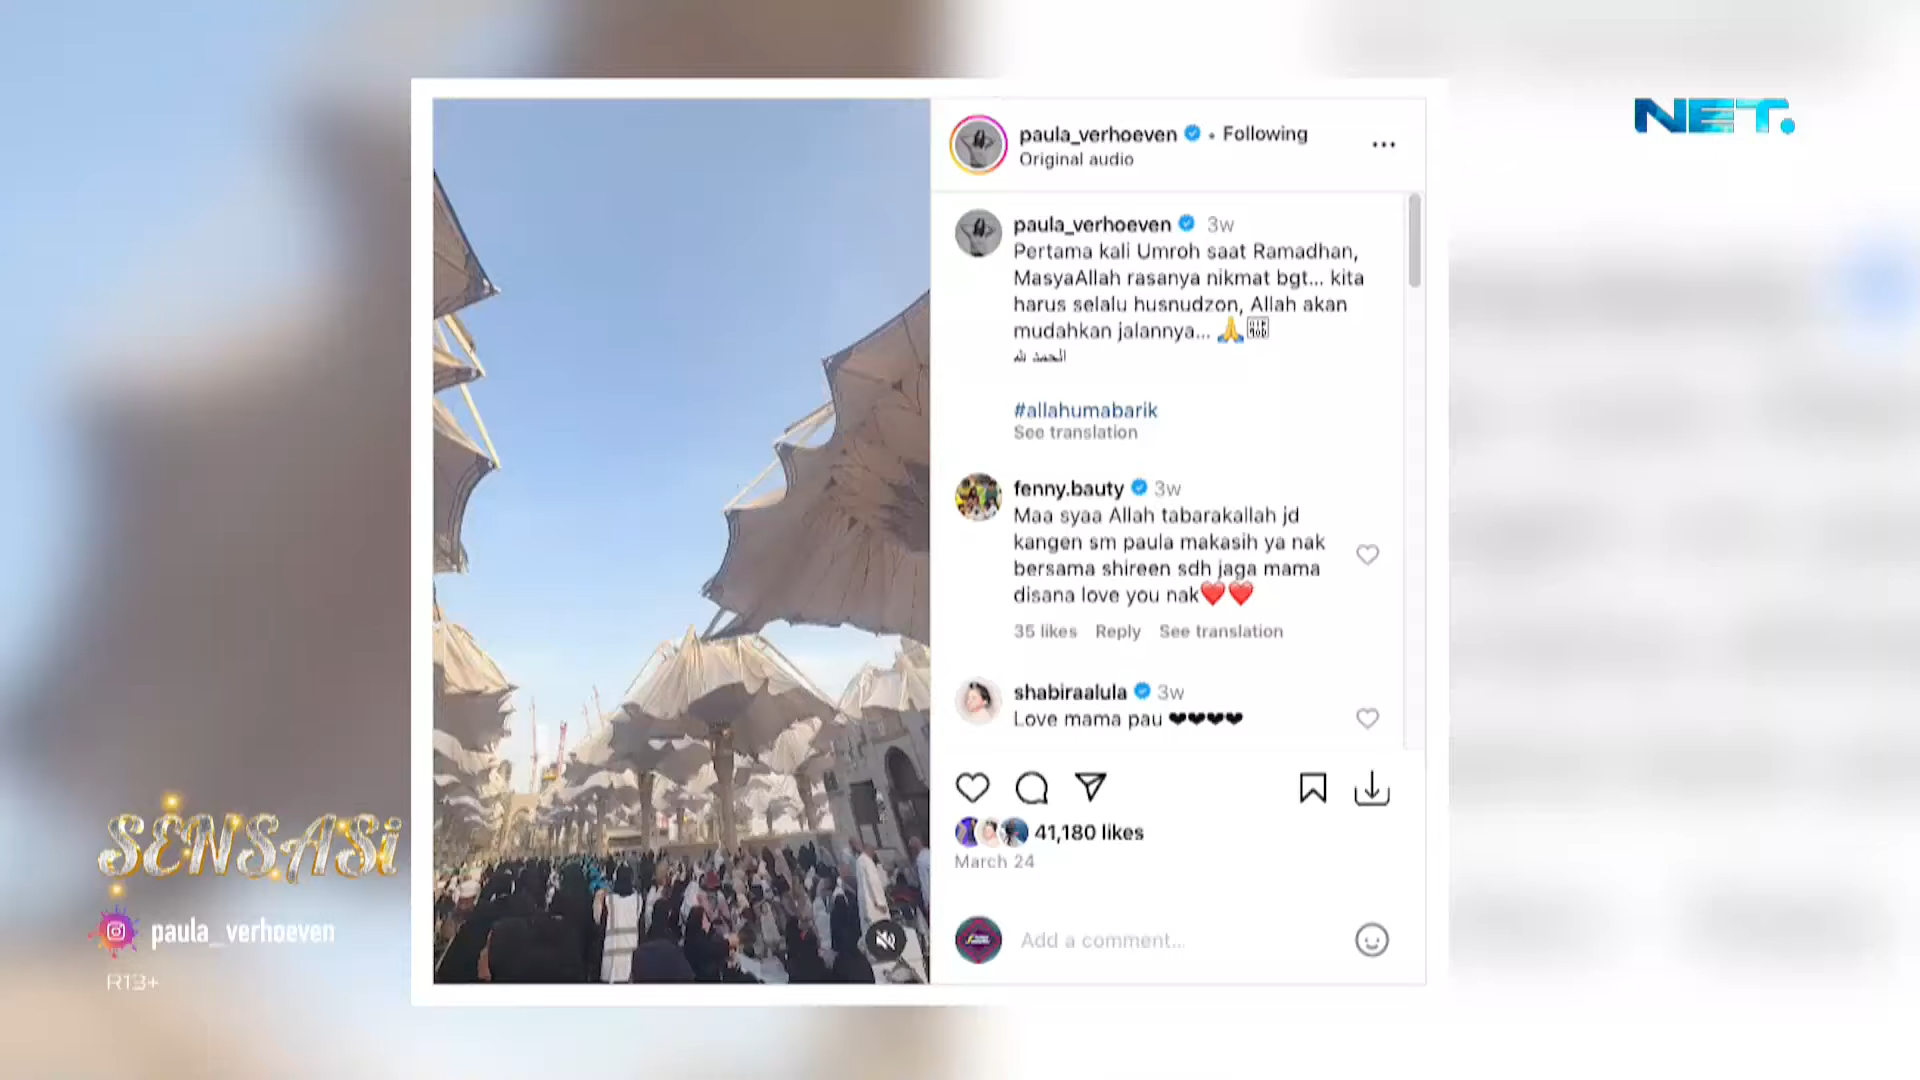 NET.
paula_verhoeven • Following
Original audio
paula_verhoeven 3w
Pertama kali Umroh saat Ramadhan,
MasyaAllah rasanya nikmat bgt... kita
harus selalu husnudzon, Allah akan
mudahkan jalannya... 🙏
الحمد لله
#allahumabarik
See translation
fenny.bauty 3w
Maa syaa Allah tabarakallah jd
kangen sm paula makasih ya nak
bersama shireen sdh jaga mama
disana love you nak❤️❤️
35 likes Reply See translation
shabiraalula 3w
Love mama pau ❤❤❤❤
41,180 likes
March 24
Add a comment...
SENSASi
paula_verhoeven
R13+